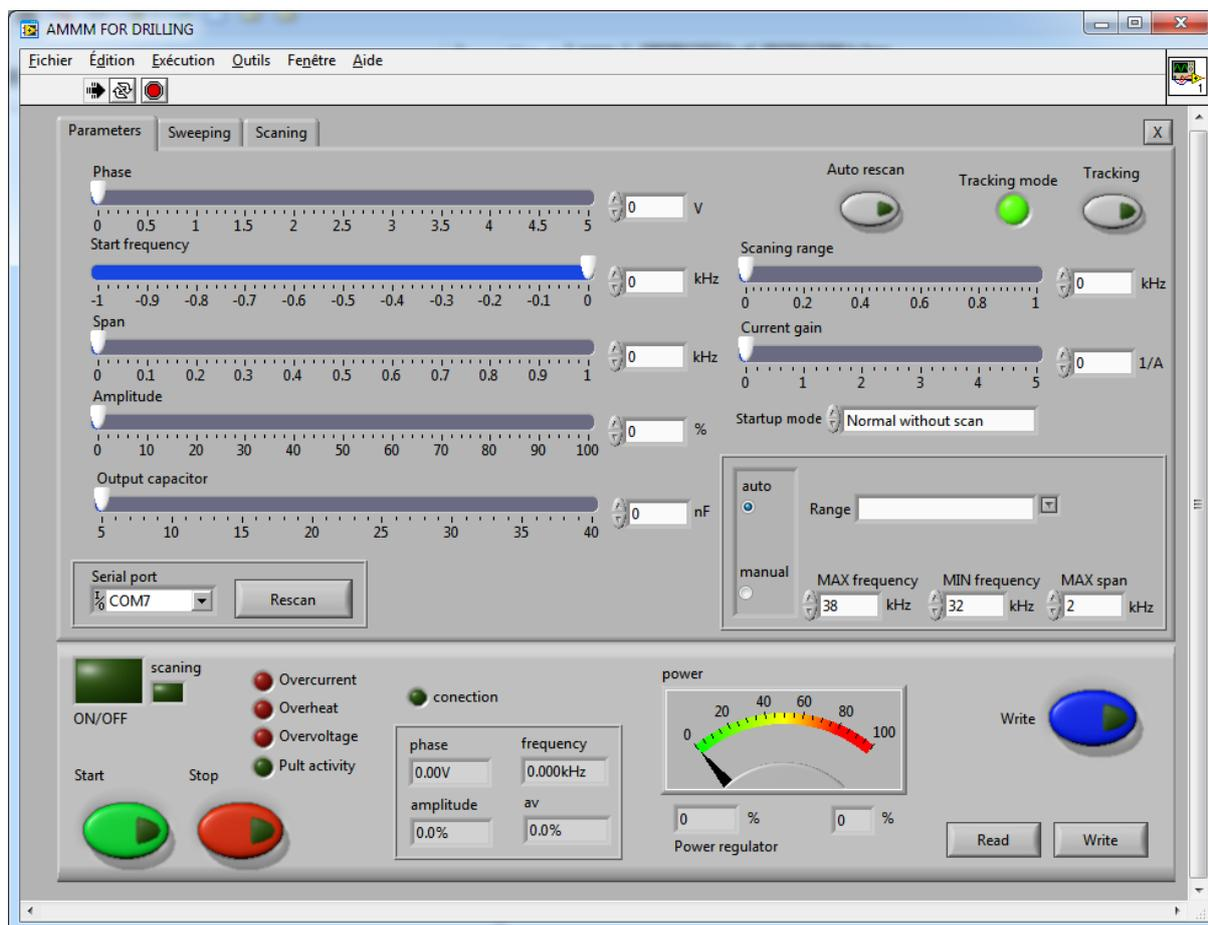 AMMM FOR DRILLING
Fichier Édition Exécution Outils Fenêtre Aide
1
Parameters Sweeping Scaning X
Phase
0 0.5 1 1.5 2 2.5 3 3.5 4 4.5 5
0 V
Start frequency
-1 -0.9 -0.8 -0.7 -0.6 -0.5 -0.4 -0.3 -0.2 -0.1 0
0 kHz
Span
0 0.1 0.2 0.3 0.4 0.5 0.6 0.7 0.8 0.9 1
0 kHz
Amplitude
0 10 20 30 40 50 60 70 80 90 100
0 %
Output capacitor
5 10 15 20 25 30 35 40
0 nF
Auto rescan Tracking mode Tracking
Scaning range
0 0.2 0.4 0.6 0.8 1
0 kHz
Current gain
0 1 2 3 4 5
0 1/A
Startup mode Normal without scan
auto
Range
manual
MAX frequency MIN frequency MAX span
38 kHz 32 kHz 2 kHz
Serial port
I/O COM7 Rescan
scaning
ON/OFF
Overcurrent
Overheat
Overvoltage
Pult activity
Start Stop
conection
phase frequency
0.00V 0.000kHz
amplitude av
0.0% 0.0%
power
0 20 40 60 80 100
0 % 0 %
Power regulator
Write
Read Write